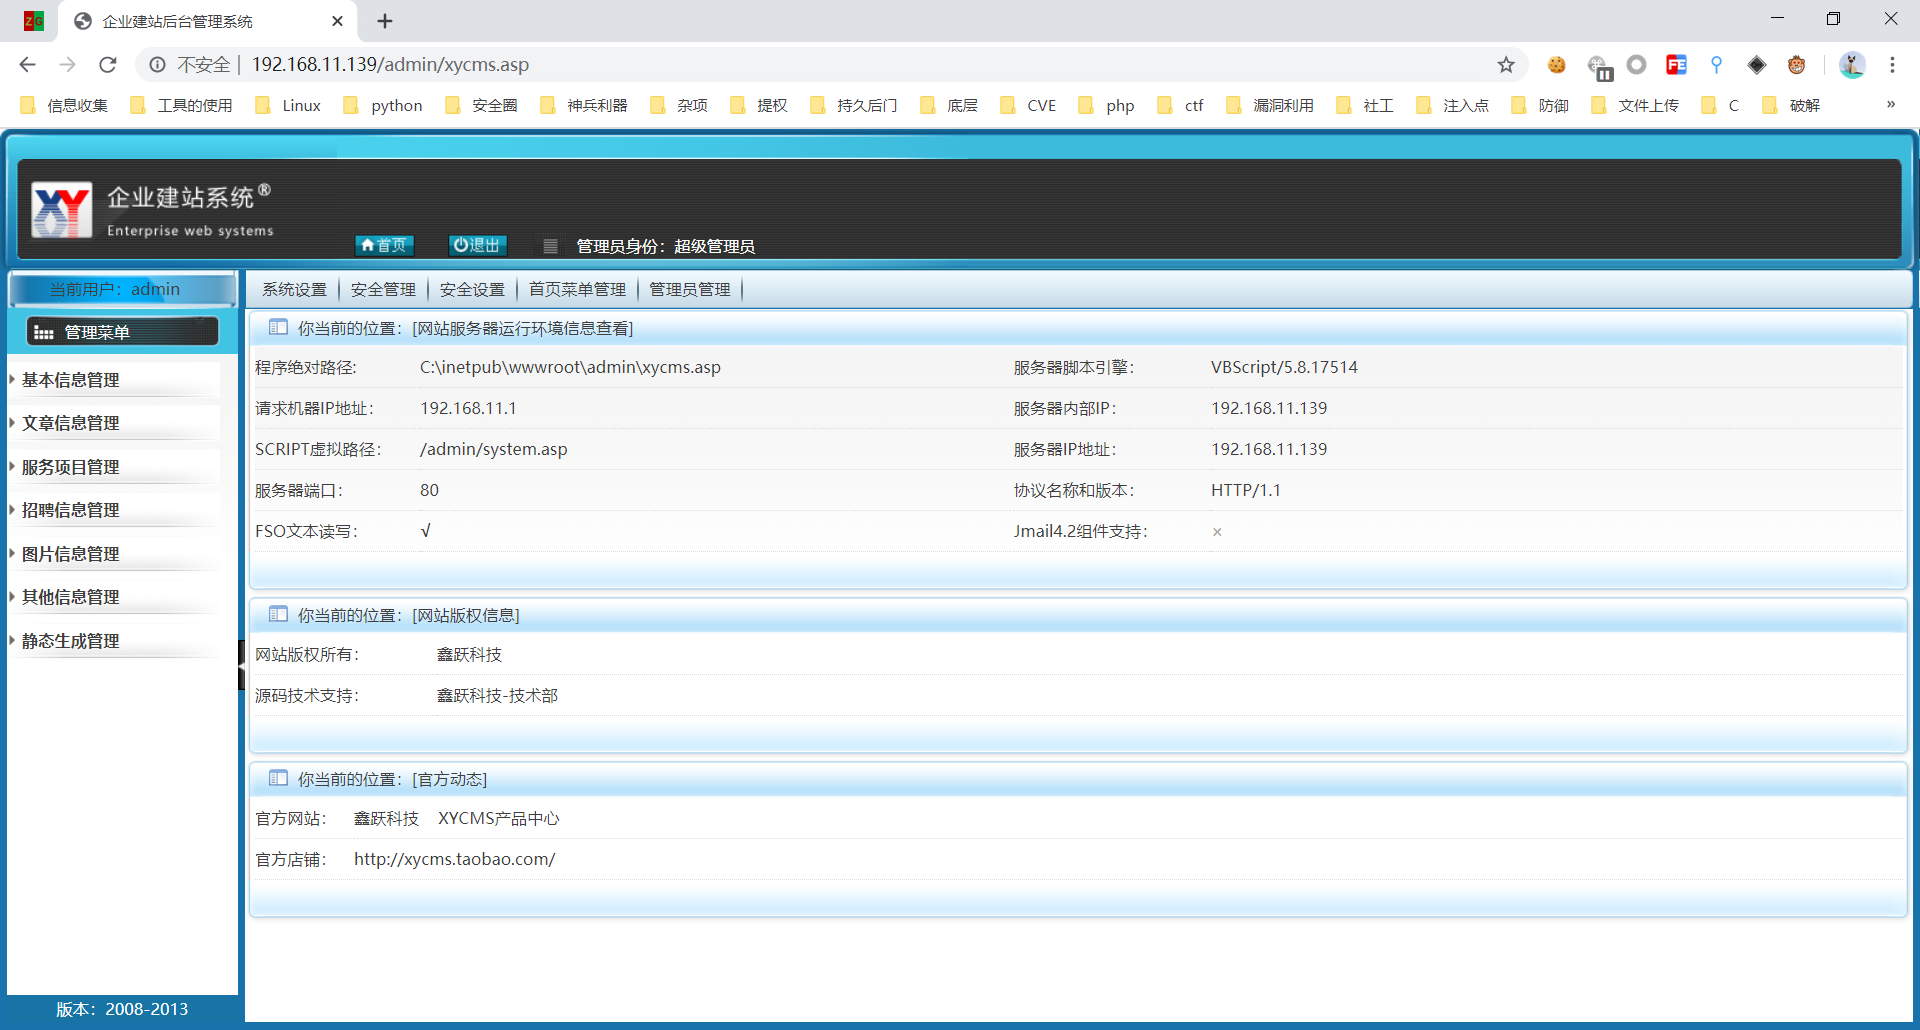 ZG
企业建站后台管理系统
不安全 | 192.168.11.139/admin/xycms.asp
FE
信息收集 工具的使用 Linux python 安全圈 神兵利器 杂项 提权 持久后门 底层 CVE php ctf 漏洞利用 社工 注入点 防御 文件上传 C 破解 »
XY 企业建站系统®
Enterprise web systems
首页 退出 管理员身份：超级管理员
当前用户：admin
系统设置 安全管理 安全设置 首页菜单管理 管理员管理
管理菜单
基本信息管理
文章信息管理
服务项目管理
招聘信息管理
图片信息管理
其他信息管理
静态生成管理
版本：2008-2013
你当前的位置：[网站服务器运行环境信息查看]
程序绝对路径: C:\inetpub\wwwroot\admin\xycms.asp 服务器脚本引擎： VBScript/5.8.17514
请求机器IP地址： 192.168.11.1 服务器内部IP： 192.168.11.139
SCRIPT虚拟路径： /admin/system.asp 服务器IP地址： 192.168.11.139
服务器端口： 80 协议名称和版本： HTTP/1.1
FSO文本读写： √ Jmail4.2组件支持： ×
你当前的位置：[网站版权信息]
网站版权所有： 鑫跃科技
源码技术支持： 鑫跃科技-技术部
你当前的位置：[官方动态]
官方网站： 鑫跃科技 XYCMS产品中心
官方店铺： http://xycms.taobao.com/